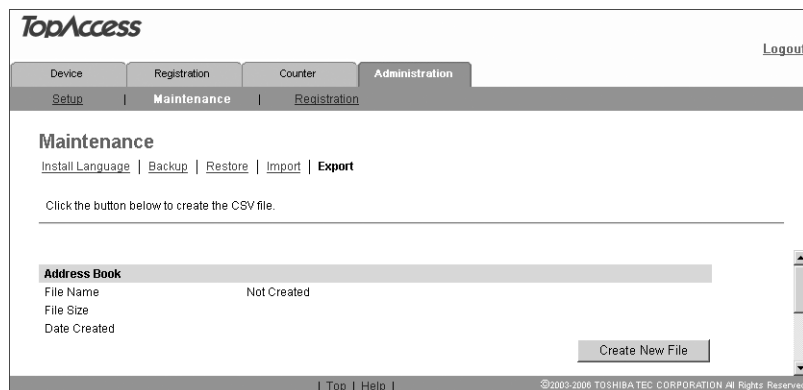 TopAccess
Logout
Device Registration Counter Administration
Setup | Maintenance | Registration
Maintenance
Install Language | Backup | Restore | Import | Export
Click the button below to create the CSV file.
Address Book
File Name Not Created
File Size
Date Created
Create New File
| Top | Help | ©2003-2006 TOSHIBA TEC CORPORATION All Rights Reserved